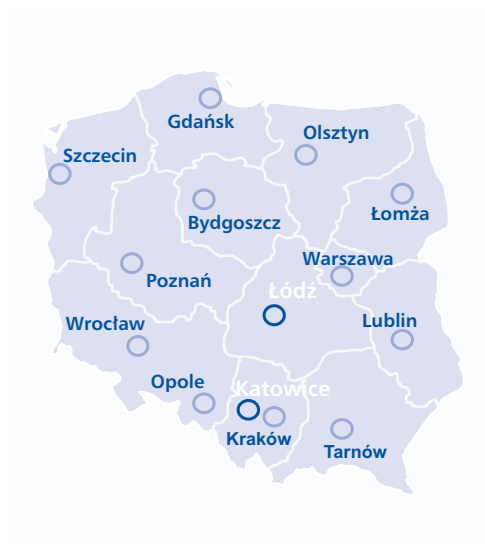 Gdańsk
Olsztyn
Szczecin
Łomża
Bydgoszcz
Warszawa
Poznań
Łódź
Wrocław
Lublin
Opole
Katowice
Kraków
Tarnów